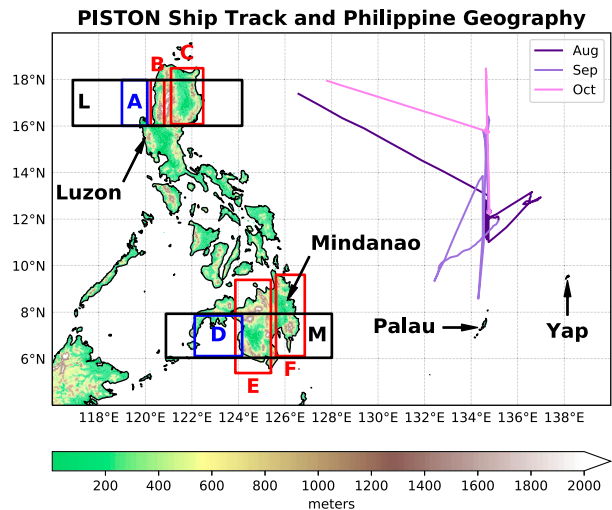 PISTON Ship Track and Philippine Geography
Aug
Sep
Oct
18°N
16°N
14°N
12°N
10°N
8°N
6°N
L
A
B
C
Luzon
Mindanao
D
E
F
M
Palau
Yap
118°E 120°E 122°E 124°E 126°E 128°E 130°E 132°E 134°E 136°E 138°E
200 400 600 800 1000 1200 1400 1600 1800 2000
meters